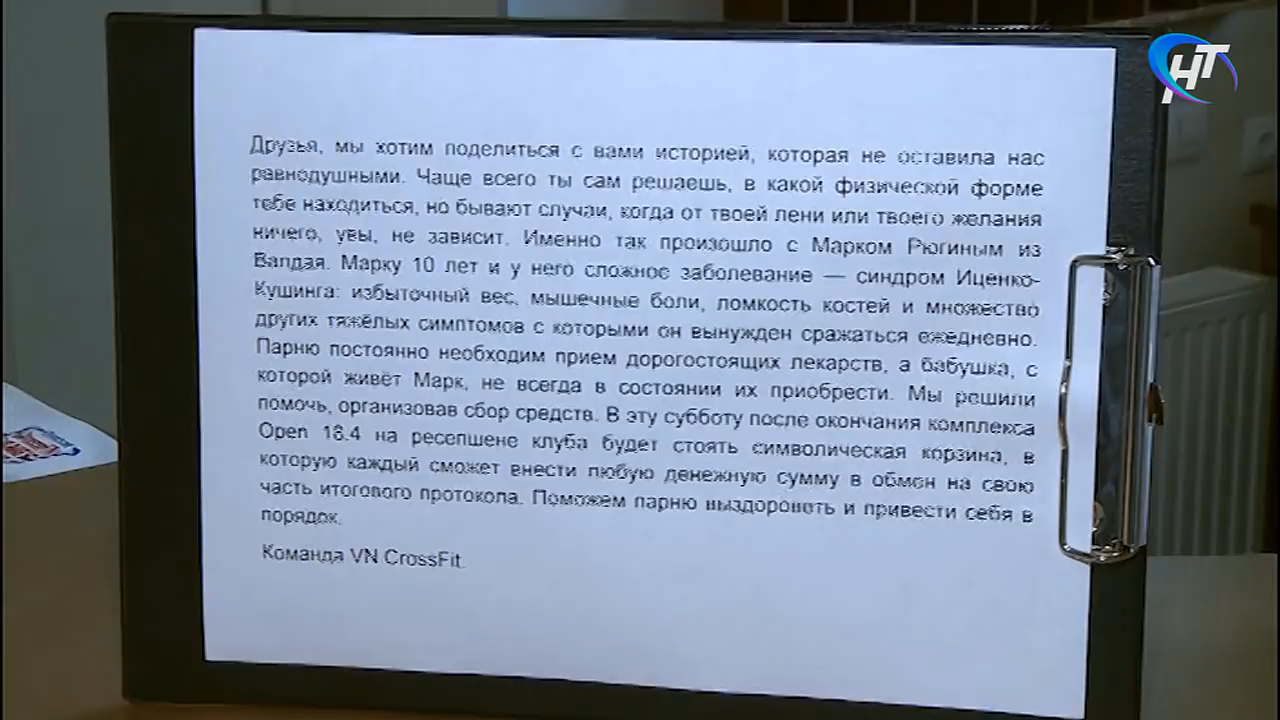 НТ
Друзья, мы хотим поделиться с вами историей, которая не оставила нас
равнодушными. Чаще всего ты сам решаешь, в какой физической форме
тебе находиться, но бывают случаи, когда от твоей лени или твоего желания
ничего, увы, не зависит. Именно так произошло с Марком Рюгиным из
Валдая. Марку 10 лет и у него сложное заболевание — синдром Иценко-
Кушинга: избыточный вес, мышечные боли, ломкость костей и множество
других тяжёлых симптомов с которыми он вынужден сражаться ежедневно.
Парню постоянно необходим прием дорогостоящих лекарств, а бабушка, с
которой живёт Марк, не всегда в состоянии их приобрести. Мы решили
помочь, организовав сбор средств. В эту субботу после окончания комплекса
Open 18.4 на ресепшене клуба будет стоять символическая корзина, в
которую каждый сможет внести любую денежную сумму в обмен на свою
часть итогового протокола. Поможем парню выздороветь и привести себя в
порядок.
Команда VN CrossFit.